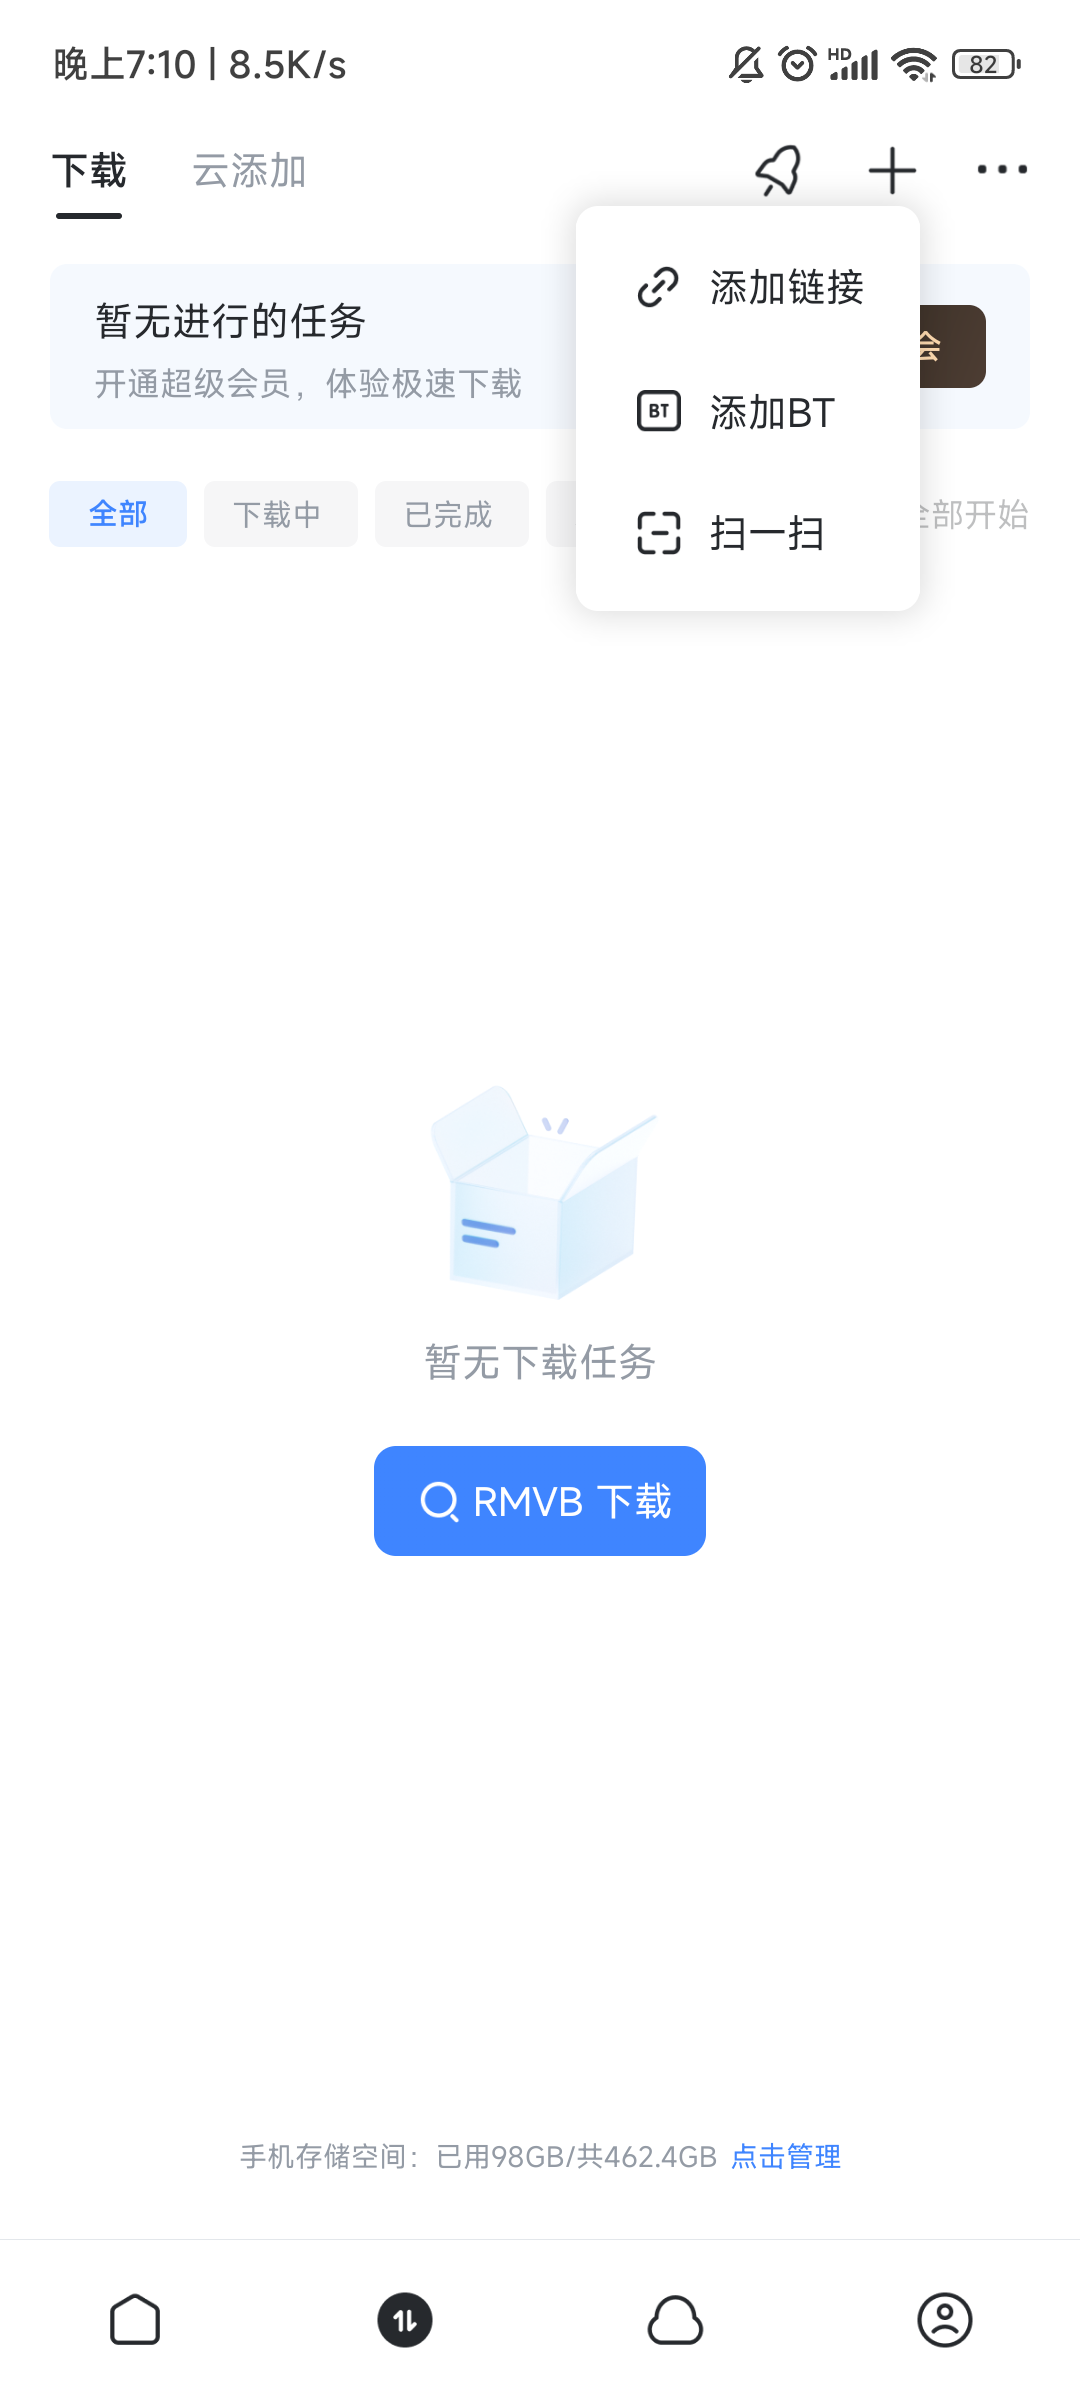 晚上7:10 | 8.5K/s
HD
82
下载
云添加
添加链接
添加BT
BT
扫一扫
暂无进行的任务
开通超级会员，体验极速下载
会
全部
下载中
已完成
部开始
暂无下载任务
RMVB 下载
手机存储空间：已用98GB/共462.4GB 点击管理